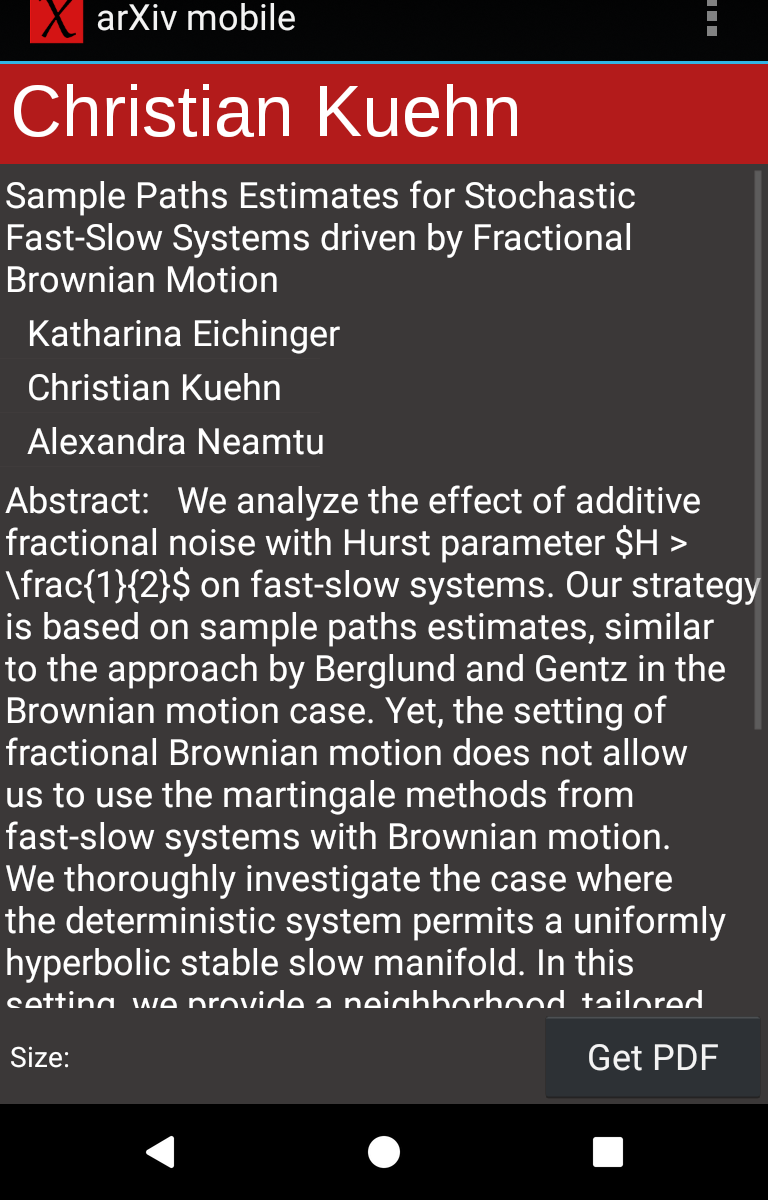 arXiv mobile
Christian Kuehn
Sample Paths Estimates for Stochastic
Fast-Slow Systems driven by Fractional
Brownian Motion
Katharina Eichinger
Christian Kuehn
Alexandra Neamtu
Abstract:   We analyze the effect of additive
fractional noise with Hurst parameter $H >
\frac{1}{2}$ on fast-slow systems. Our strategy
is based on sample paths estimates, similar
to the approach by Berglund and Gentz in the
Brownian motion case. Yet, the setting of
fractional Brownian motion does not allow
us to use the martingale methods from
fast-slow systems with Brownian motion.
We thoroughly investigate the case where
the deterministic system permits a uniformly
hyperbolic stable slow manifold. In this
setting, we provide a neighborhood, tailored
Size:
Get PDF